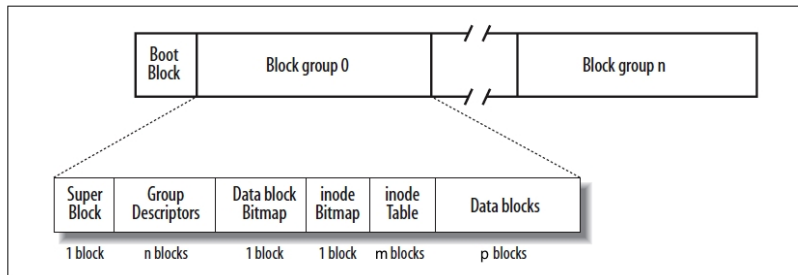 Boot
Block
Block group 0
Block group n
Super
Block
Group
Descriptors
Data block
Bitmap
inode
Bitmap
inode
Table
Data blocks
1 block
n blocks
1 block
1 block
m blocks
p blocks